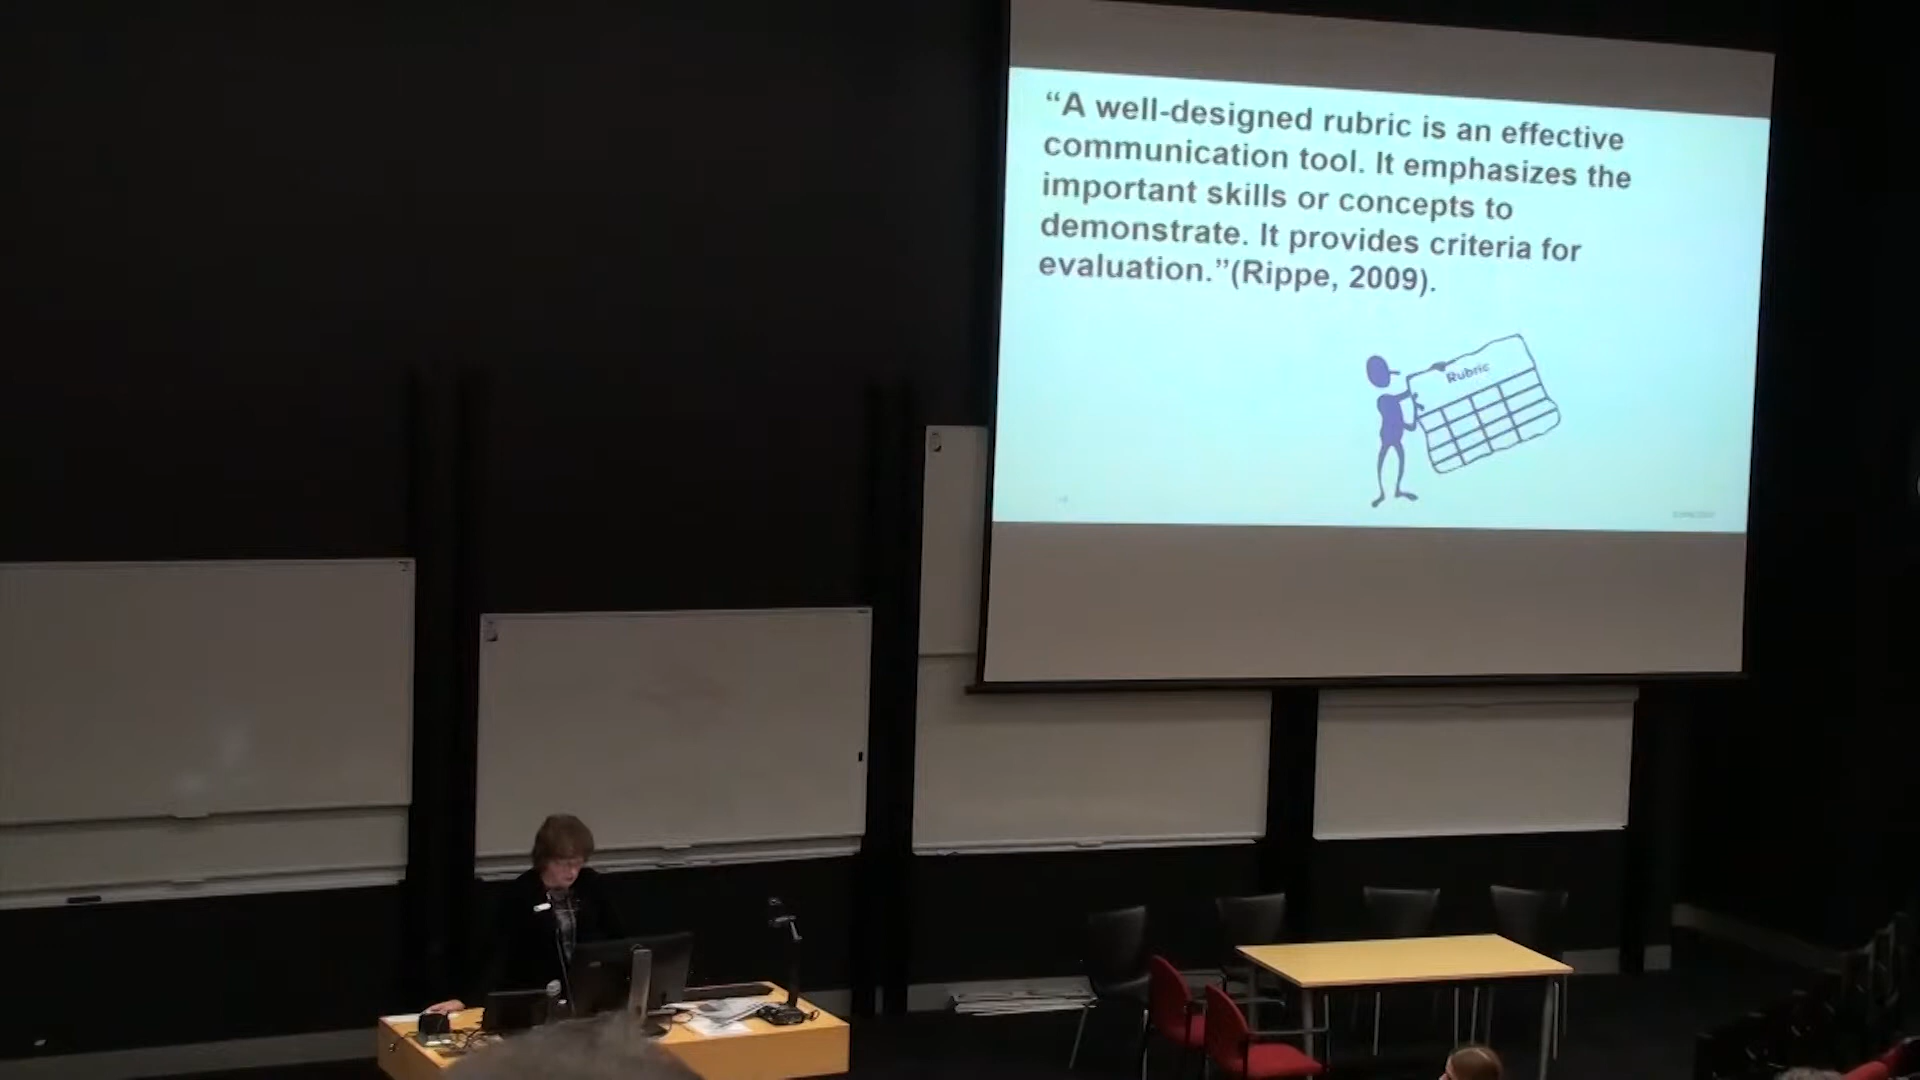 “A well-designed rubric is an effective
communication tool. It emphasizes the
important skills or concepts to
demonstrate. It provides criteria for
evaluation.”(Rippe, 2009).
Rubric